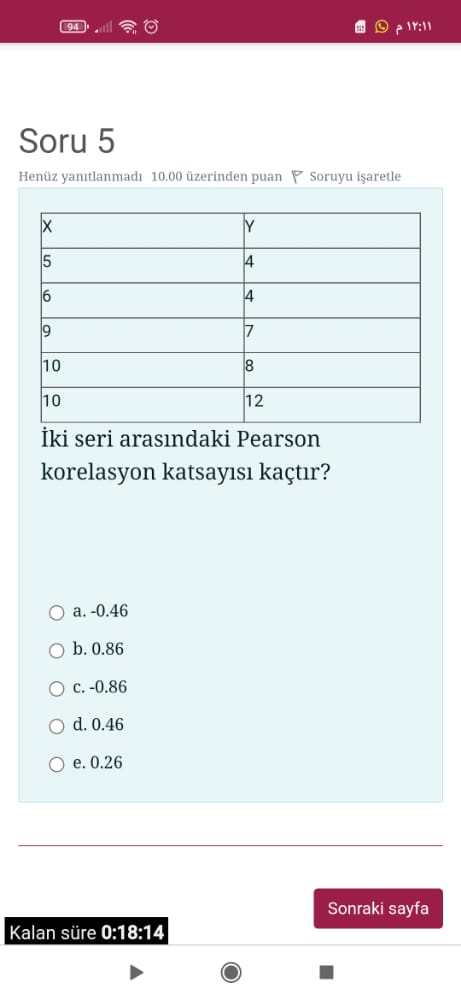 94
١٢:١١ م
Soru 5
Henüz yanıtlanmadı 10.00 üzerinden puan Soruyu işaretle
X Y
5 4
6 4
9 7
10 8
10 12
İki seri arasındaki Pearson
korelasyon katsayısı kaçtır?
a. -0.46
b. 0.86
c. -0.86
d. 0.46
e. 0.26
Sonraki sayfa
Kalan süre 0:18:14